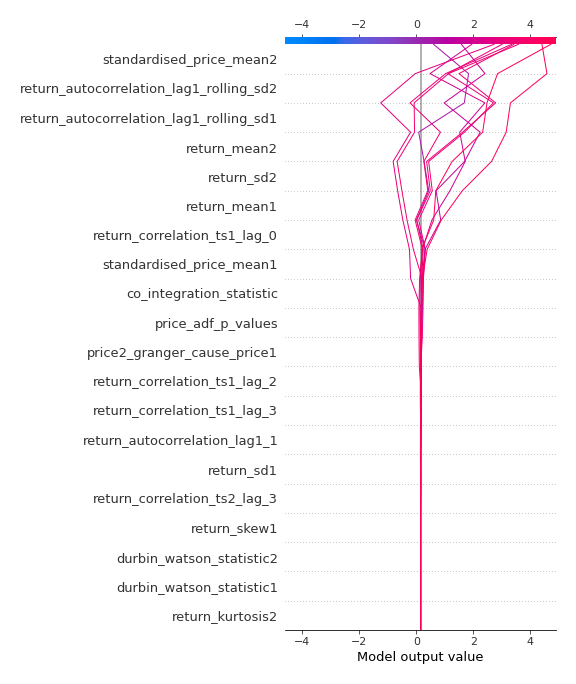 −4 −2 0 2 4
standardised_price_mean2
return_autocorrelation_lag1_rolling_sd2
return_autocorrelation_lag1_rolling_sd1
return_mean2
return_sd2
return_mean1
return_correlation_ts1_lag_0
standardised_price_mean1
co_integration_statistic
price_adf_p_values
price2_granger_cause_price1
return_correlation_ts1_lag_2
return_correlation_ts1_lag_3
return_autocorrelation_lag1_1
return_sd1
return_correlation_ts2_lag_3
return_skew1
durbin_watson_statistic2
durbin_watson_statistic1
return_kurtosis2
−4 −2 0 2 4
Model output value